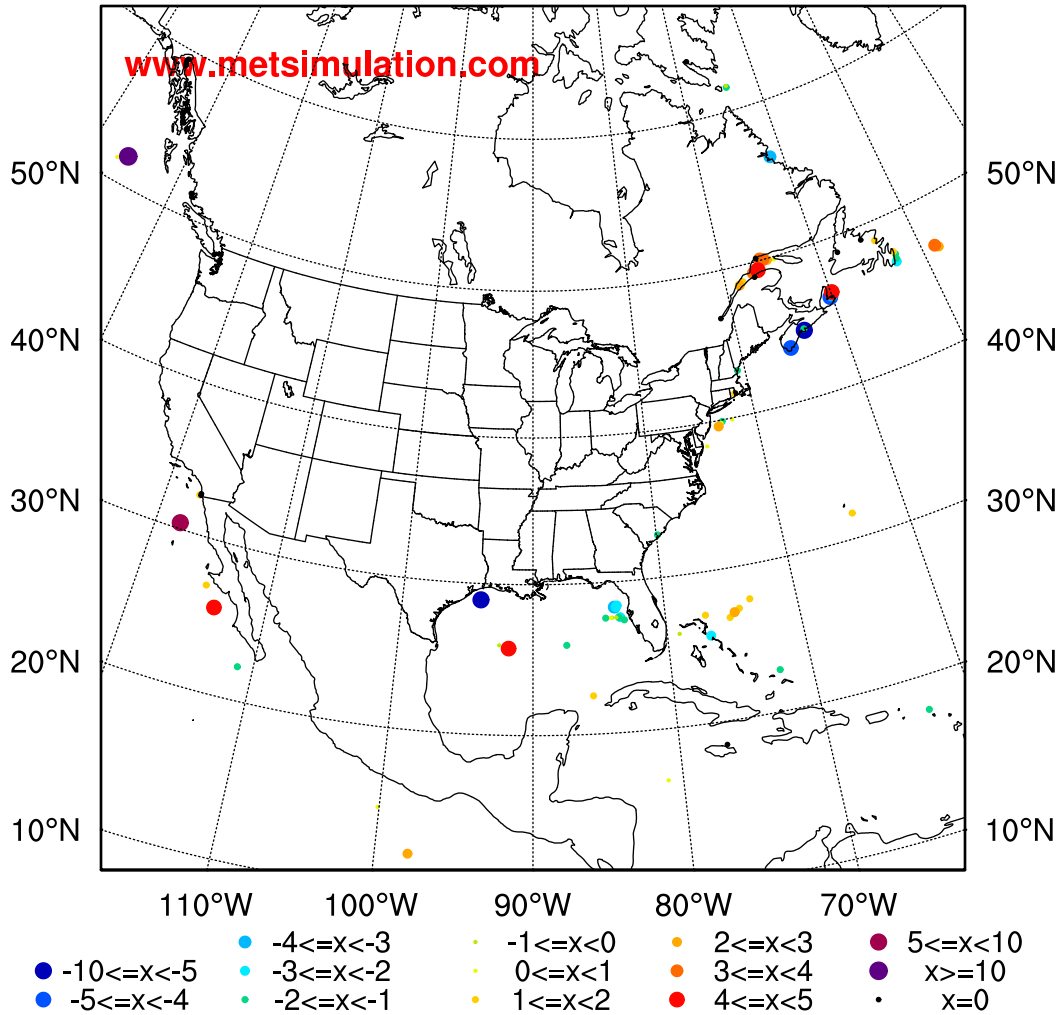 www.metsimulation.com
50°N 50°N
40°N 40°N
30°N 30°N
20°N 20°N
10°N 10°N
110°W 100°W 90°W 80°W 70°W
-4<=x<-3 -1<=x<0 2<=x<3 5<=x<10
-10<=x<-5 -3<=x<-2 0<=x<1 3<=x<4 x>=10
-5<=x<-4 -2<=x<-1 1<=x<2 4<=x<5 x=0